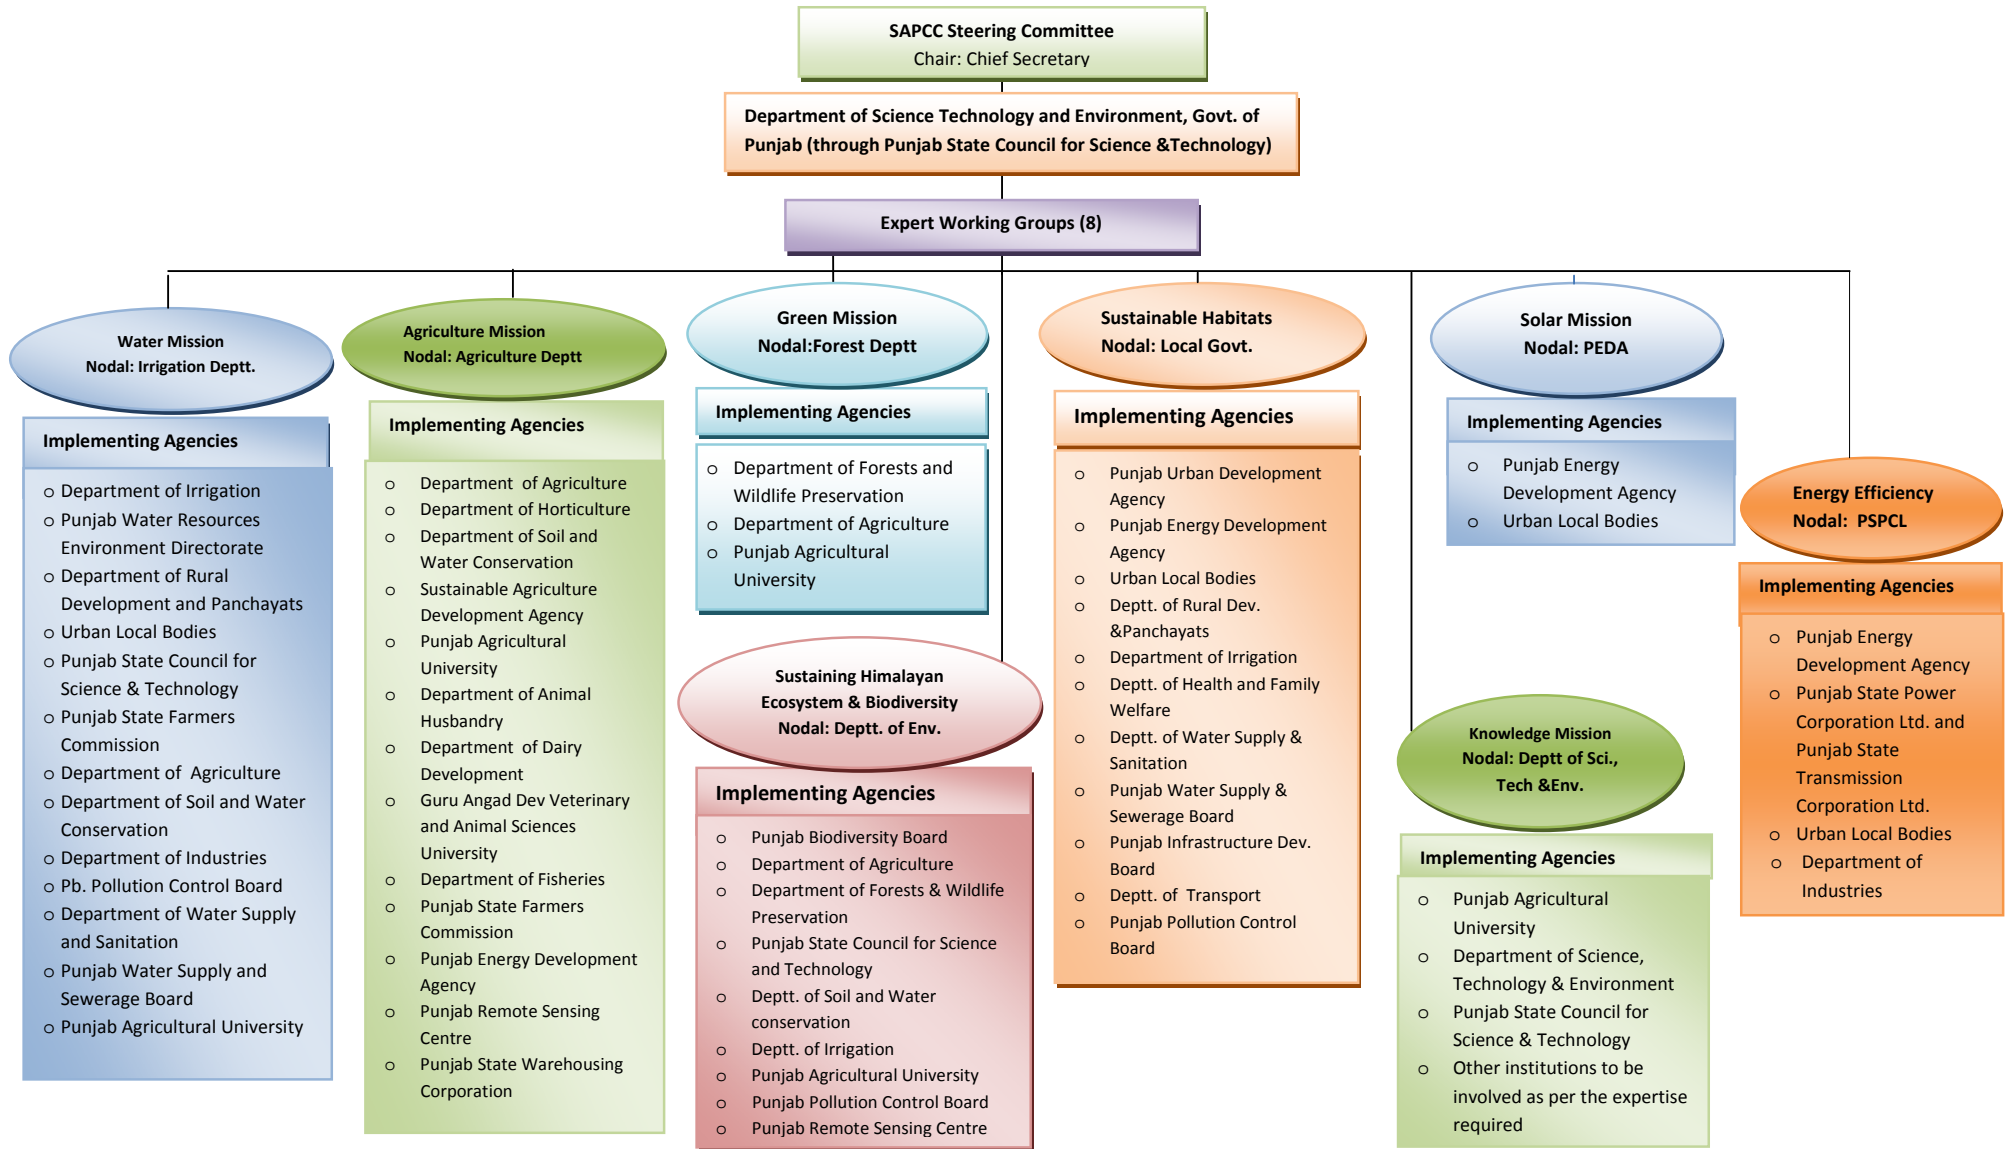 SAPCC Steering Committee
Chair: Chief Secretary
Department of Science Technology and Environment, Govt. of
Punjab (through Punjab State Council for Science &Technology)
Expert Working Groups (8)
Water Mission
Nodal: Irrigation Deptt.
Implementing Agencies
o Department of Irrigation
o Punjab Water Resources
Environment Directorate
o Department of Rural
Development and Panchayats
o Urban Local Bodies
o Punjab State Council for
Science & Technology
o Punjab State Farmers
Commission
o Department of Agriculture
o Department of Soil and Water
Conservation
o Department of Industries
o Pb. Pollution Control Board
o Department of Water Supply
and Sanitation
o Punjab Water Supply and
Sewerage Board
o Punjab Agricultural University
Agriculture Mission
Nodal: Agriculture Deptt
Implementing Agencies
o Department of Agriculture
o Department of Horticulture
o Department of Soil and
Water Conservation
o Sustainable Agriculture
Development Agency
o Punjab Agricultural
University
o Department of Animal
Husbandry
o Department of Dairy
Development
o Guru Angad Dev Veterinary
and Animal Sciences
University
o Department of Fisheries
o Punjab State Farmers
Commission
o Punjab Energy Development
Agency
o Punjab Remote Sensing
Centre
o Punjab State Warehousing
Corporation
Green Mission
Nodal:Forest Deptt
Implementing Agencies
o Department of Forests and
Wildlife Preservation
o Department of Agriculture
o Punjab Agricultural
University
Sustaining Himalayan
Ecosystem & Biodiversity
Nodal: Deptt. of Env.
Implementing Agencies
o Punjab Biodiversity Board
o Department of Agriculture
o Department of Forests & Wildlife
Preservation
o Punjab State Council for Science
and Technology
o Deptt. of Soil and Water
conservation
o Deptt. of Irrigation
o Punjab Agricultural University
o Punjab Pollution Control Board
o Punjab Remote Sensing Centre
Sustainable Habitats
Nodal: Local Govt.
Implementing Agencies
o Punjab Urban Development
Agency
o Punjab Energy Development
Agency
o Urban Local Bodies
o Deptt. of Rural Dev.
&Panchayats
o Department of Irrigation
o Deptt. of Health and Family
Welfare
o Deptt. of Water Supply &
Sanitation
o Punjab Water Supply &
Sewerage Board
o Punjab Infrastructure Dev.
Board
o Deptt. of Transport
o Punjab Pollution Control
Board
Solar Mission
Nodal: PEDA
Implementing Agencies
o Punjab Energy
Development Agency
o Urban Local Bodies
Knowledge Mission
Nodal: Deptt of Sci.,
Tech &Env.
Implementing Agencies
o Punjab Agricultural
University
o Department of Science,
Technology & Environment
o Punjab State Council for
Science & Technology
o Other institutions to be
involved as per the expertise
required
Energy Efficiency
Nodal: PSPCL
Implementing Agencies
o Punjab Energy
Development Agency
o Punjab State Power
Corporation Ltd. and
Punjab State
Transmission
Corporation Ltd.
o Urban Local Bodies
o Department of
Industries